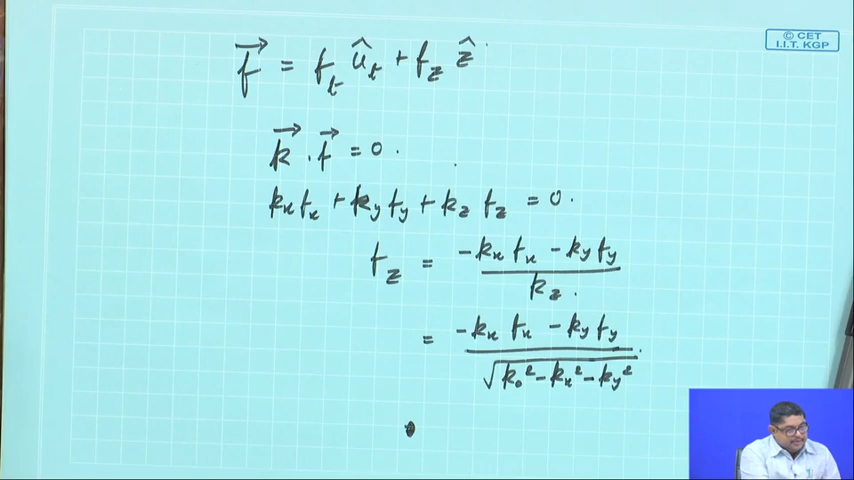 © CET
I.I.T. KGP
f⃗ = f_t û_t + f_z ẑ
k⃗ . f⃗ = 0 .
k_x f_x + k_y f_y + k_z f_z = 0 .
f_z = (-k_x f_x - k_y f_y) / k_z .
= (-k_x f_x - k_y f_y) / √(k_0² - k_x² - k_y²) .